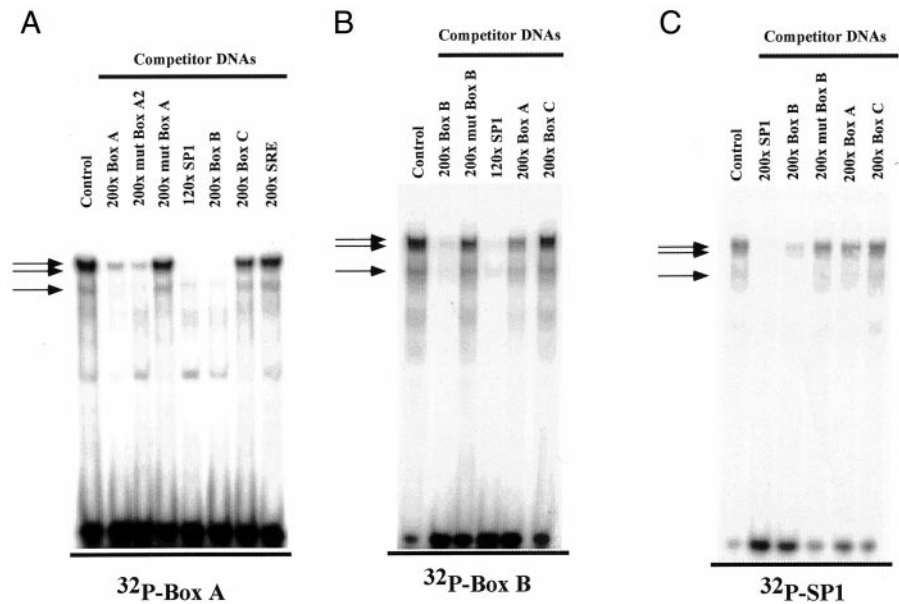 A
Competitor DNAs
Control
200x Box A
200x mut Box A2
200x mut Box A
120x SP1
200x Box B
200x Box C
200x SRE
32P-Box A
B
Competitor DNAs
Control
200x Box B
200x mut Box B
120x SP1
200x Box A
200x Box C
32P-Box B
C
Competitor DNAs
Control
200x SP1
200x Box B
200x mut Box B
200x Box A
200x Box C
32P-SP1